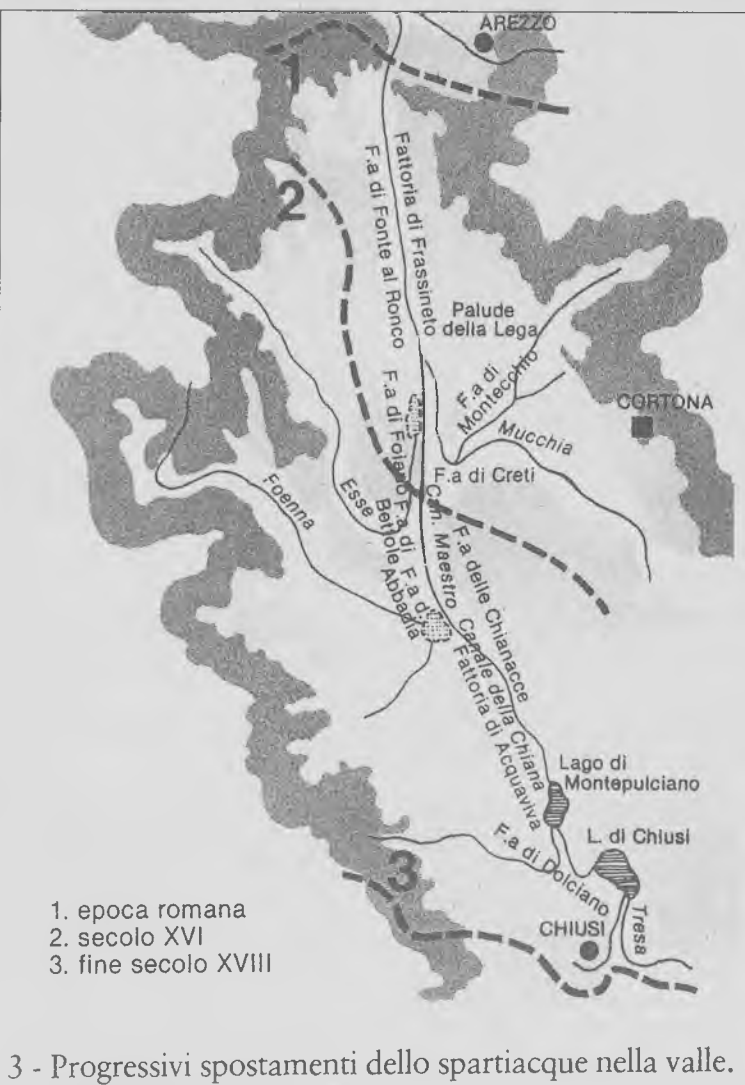 AREZZO
1
Fattoria di Frassineto
F.a di Fonte al Ronco
2
Palude
della Lega
F.a di
Montecchio
CORTONA
Mucchia
F.a di Creti
F.a di Foiano
Esse
Foenna
F.a di
Bettole
F.a di
Abbadia
Can. Maestro
F.a delle Chianacce
Canale della Chiana
Fattoria di Acquaviva
Lago di
Montepulciano
L. di Chiusi
F.a di Dolciano
3
Tresa
CHIUSI
1. epoca romana
2. secolo XVI
3. fine secolo XVIII
3 - Progressivi spostamenti dello spartiacque nella valle.